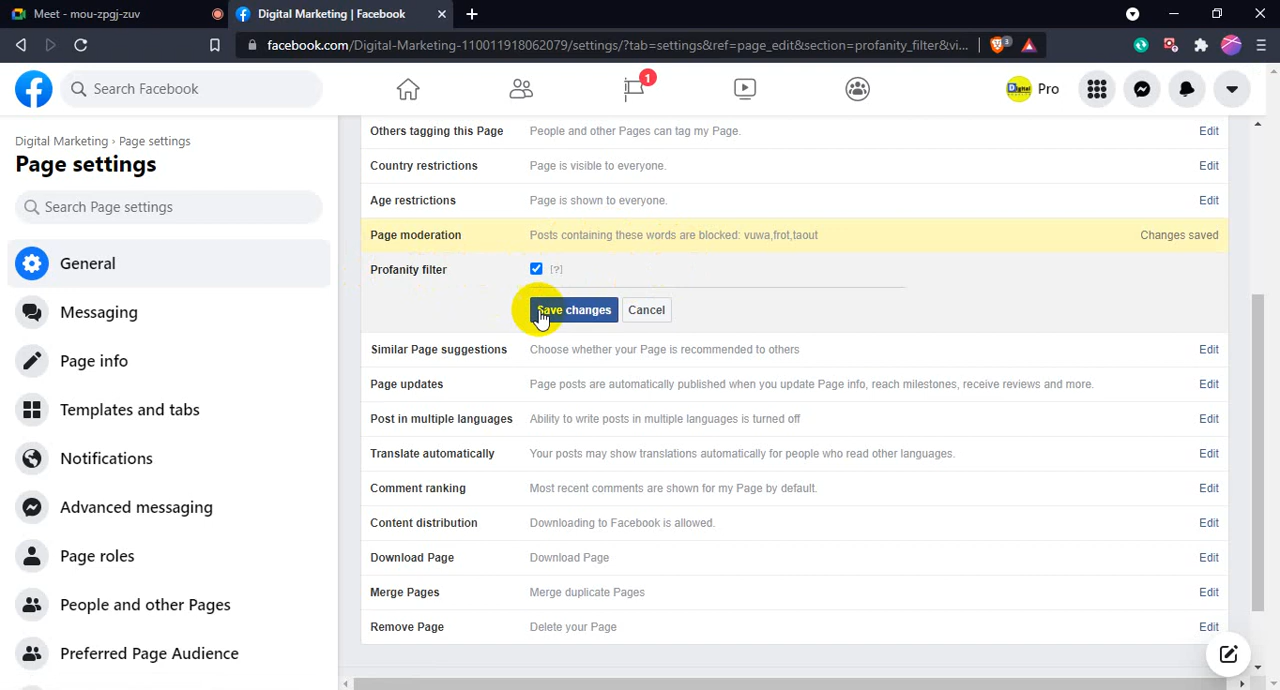 Meet - mou-zpgj-zuv
Digital Marketing | Facebook
facebook.com/Digital-Marketing-110011918062079/settings/?tab=settings&ref=page_edit&section=profanity_filter&vi...
3
Search Facebook
1
Digital
Pro
Digital Marketing › Page settings
Page settings
Search Page settings
General
Messaging
Page info
Templates and tabs
Notifications
Advanced messaging
Page roles
People and other Pages
Preferred Page Audience
Others tagging this Page People and other Pages can tag my Page. Edit
Country restrictions Page is visible to everyone. Edit
Age restrictions Page is shown to everyone. Edit
Page moderation Posts containing these words are blocked: vuwa,frot,taout Changes saved
Profanity filter [?]
Save changes Cancel
Similar Page suggestions Choose whether your Page is recommended to others Edit
Page updates Page posts are automatically published when you update Page info, reach milestones, receive reviews and more. Edit
Post in multiple languages Ability to write posts in multiple languages is turned off Edit
Translate automatically Your posts may show translations automatically for people who read other languages. Edit
Comment ranking Most recent comments are shown for my Page by default. Edit
Content distribution Downloading to Facebook is allowed. Edit
Download Page Download Page Edit
Merge Pages Merge duplicate Pages Edit
Remove Page Delete your Page Edit